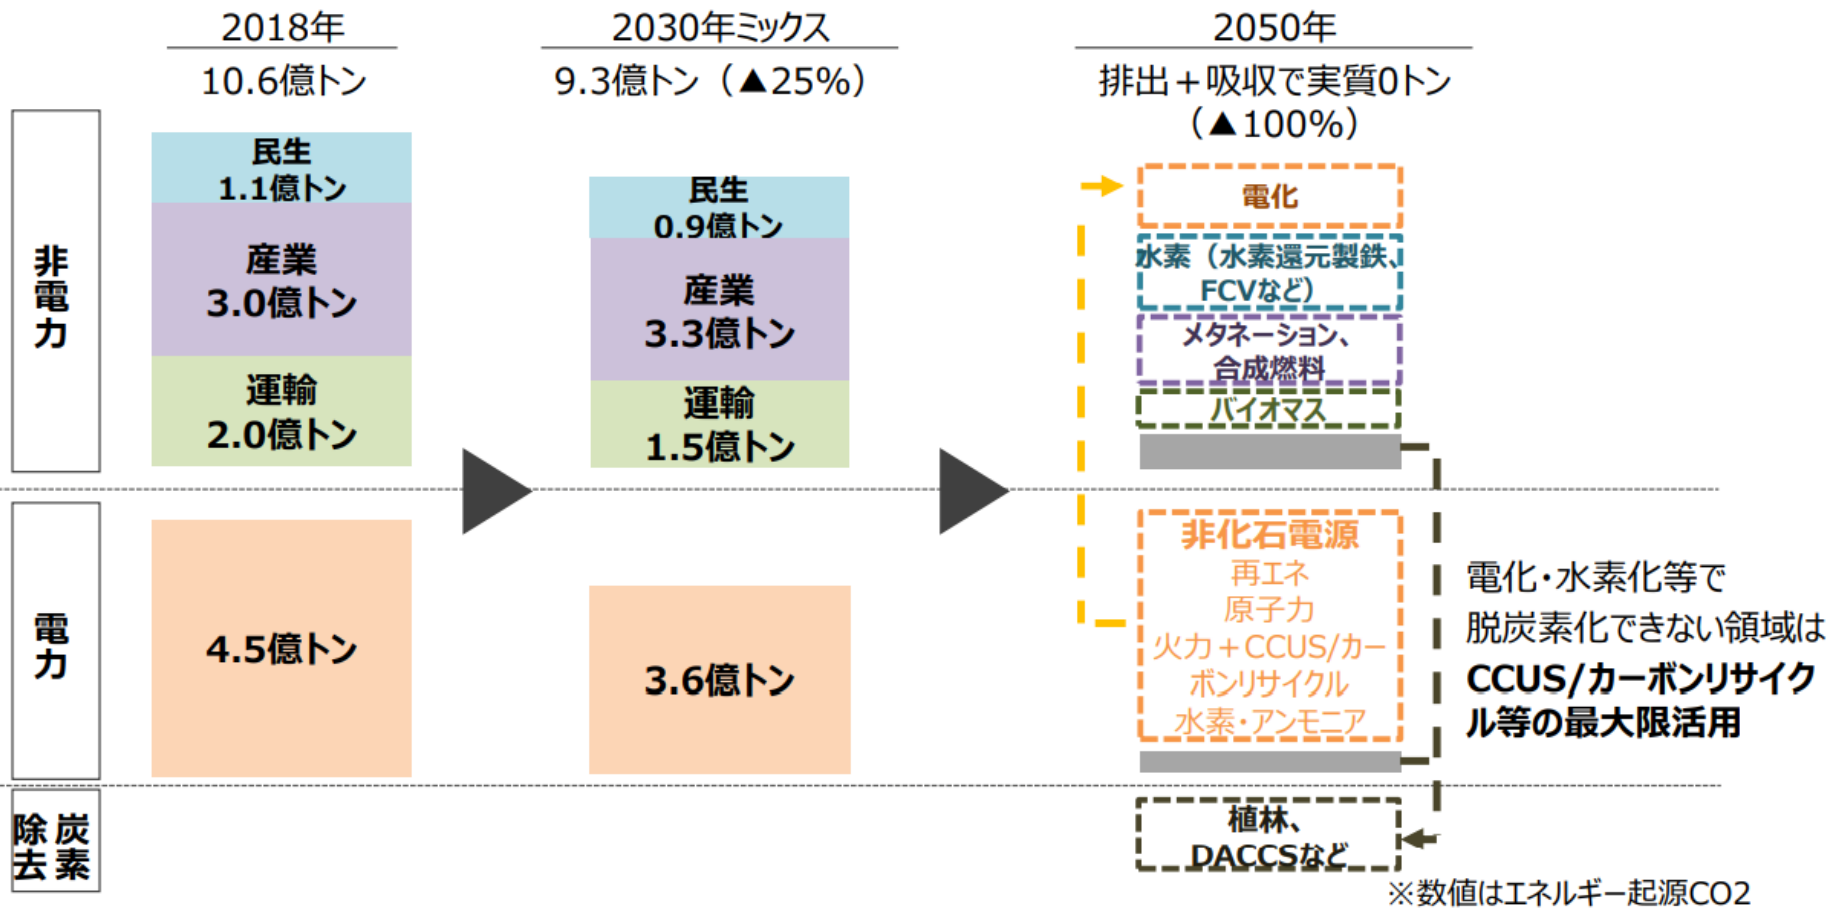 2018年
10.6億トン
2030年ミックス
9.3億トン（▲25%）
2050年
排出＋吸収で実質0トン
（▲100%）
非電力
民生
1.1億トン
産業
3.0億トン
運輸
2.0億トン
民生
0.9億トン
産業
3.3億トン
運輸
1.5億トン
電化
水素（水素還元製鉄、
FCVなど）
メタネーション、
合成燃料
バイオマス
電力
4.5億トン
3.6億トン
非化石電源
再エネ
原子力
火力＋CCUS/カー
ボンリサイクル
水素・アンモニア
電化・水素化等で
脱炭素化できない領域は
CCUS/カーボンリサイク
ル等の最大限活用
炭素
除去
植林、
DACCSなど
※数値はエネルギー起源CO2